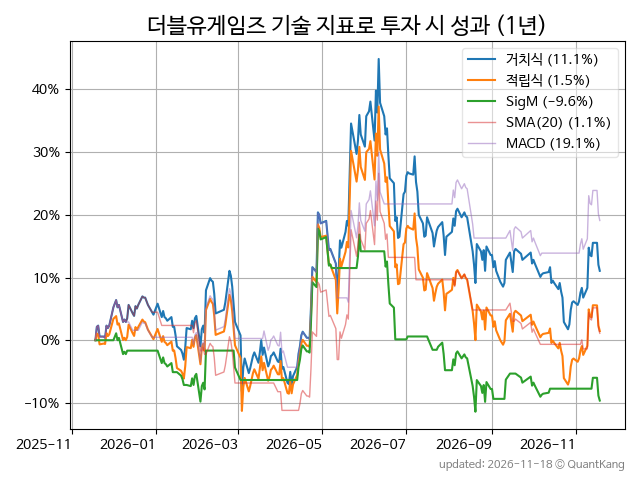 더블유게임즈 기술 지표로 투자 시 성과 (1년)
거치식 (11.1%)
적립식 (1.5%)
SigM (−9.6%)
SMA(20) (1.1%)
MACD (19.1%)
40%
30%
20%
10%
0%
−10%
2025-11 2026-01 2026-03 2026-05 2026-07 2026-09 2026-11
updated: 2026-11-18 © QuantKang